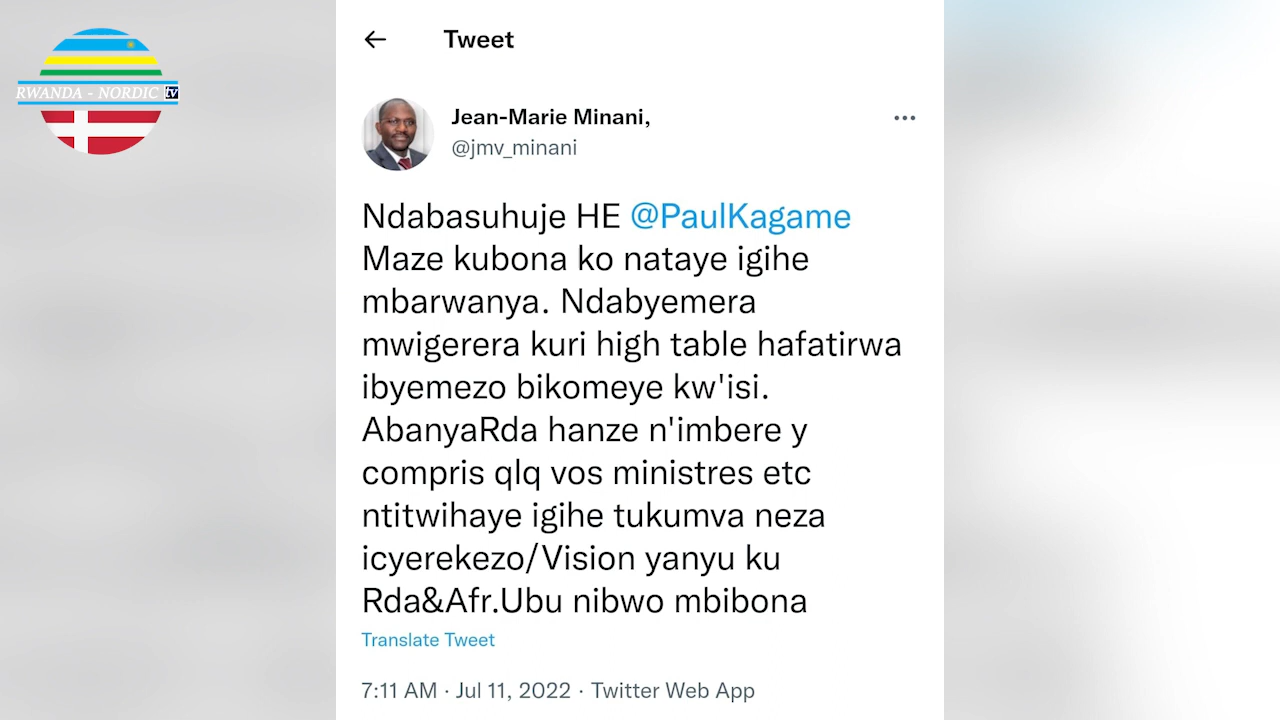 RWANDA - NORDIC tv
Tweet
Jean-Marie Minani,
@jmv_minani
Ndabasuhuje HE @PaulKagame
Maze kubona ko nataye igihe
mbarwanya. Ndabyemera
mwigerera kuri high table hafatirwa
ibyemezo bikomeye kw'isi.
AbanyaRda hanze n'imbere y
compris qlq vos ministres etc
ntitwihaye igihe tukumva neza
icyerekezo/Vision yanyu ku
Rda&Afr.Ubu nibwo mbibona
Translate Tweet
7:11 AM · Jul 11, 2022 · Twitter Web App